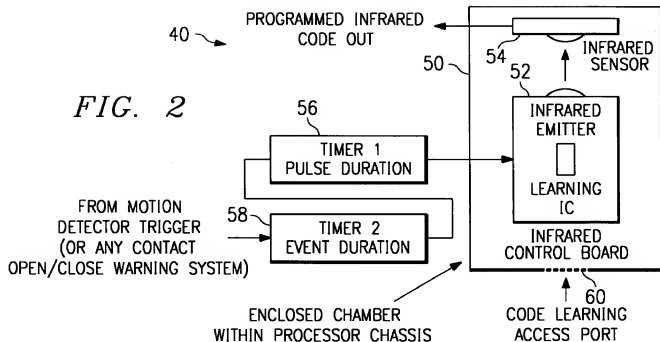 PROGRAMMED INFRARED
CODE OUT
40
54
INFRARED
SENSOR
50
52
FIG. 2
56
INFRARED
EMITTER
TIMER 1
PULSE DURATION
LEARNING
IC
FROM MOTION
DETECTOR TRIGGER
(OR ANY CONTACT
OPEN/CLOSE WARNING SYSTEM)
58
TIMER 2
EVENT DURATION
INFRARED
CONTROL BOARD
60
ENCLOSED CHAMBER
WITHIN PROCESSOR CHASSIS
CODE LEARNING
ACCESS PORT